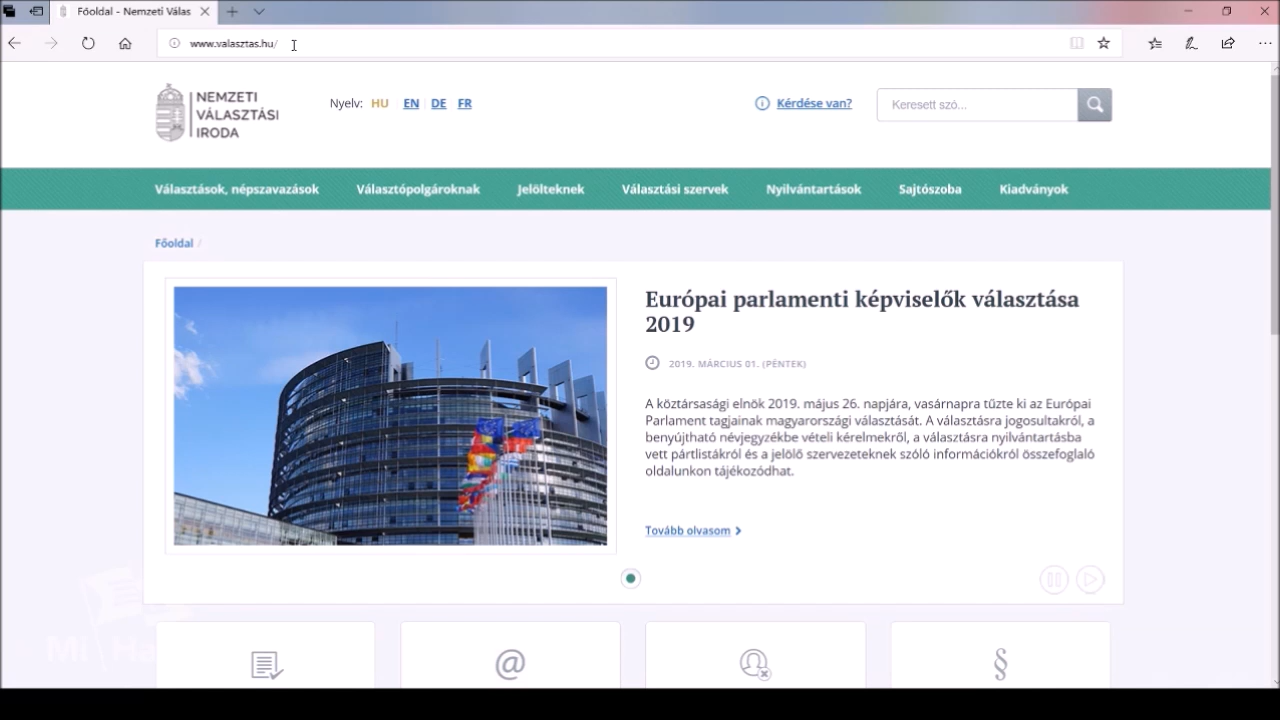 Főoldal - Nemzeti Válas
www.valasztas.hu/
NEMZETI
VÁLASZTÁSI
IRODA
Nyelv: HU EN DE FR
Kérdése van?
Keresett szó...
Választások, népszavazások Választópolgároknak Jelölteknek Választási szervek Nyilvántartások Sajtószoba Kiadványok
Főoldal /
Európai parlamenti képviselők választása
2019
2019. MÁRCIUS 01. (PÉNTEK)
A köztársasági elnök 2019. május 26. napjára, vasárnapra tűzte ki az Európai
Parlament tagjainak magyarországi választását. A választásra jogosultakról, a
benyújtható névjegyzékbe vételi kérelmekről, a választásra nyilvántartásba
vett pártlistákról és a jelölő szervezeteknek szóló információkról összefoglaló
oldalunkon tájékozódhat.
Tovább olvasom
@
§